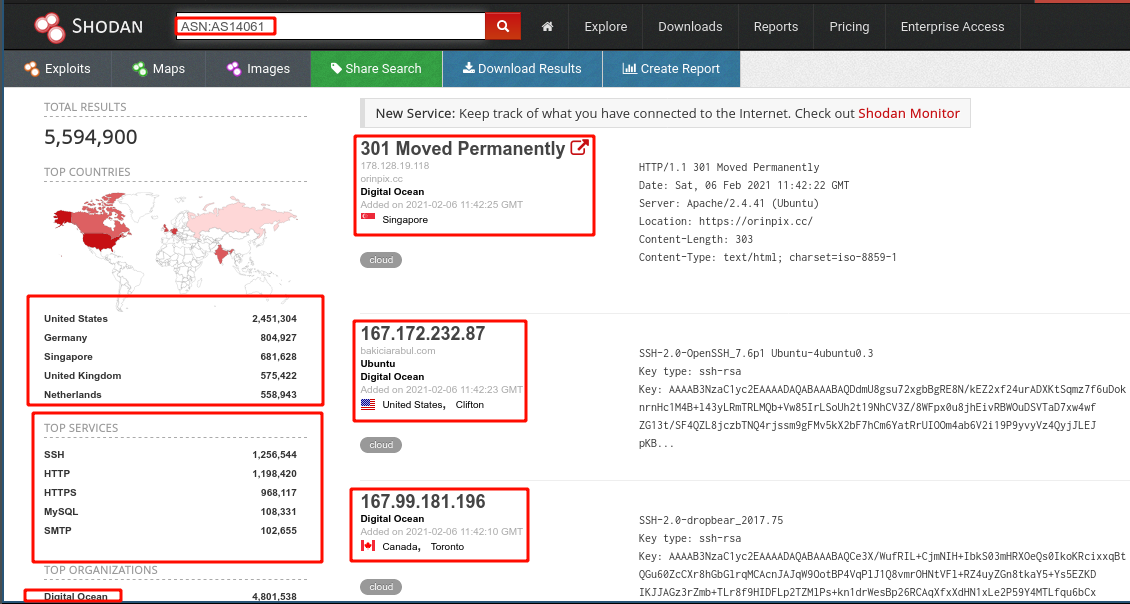 SHODAN
ASN:AS14061
Explore
Downloads
Reports
Pricing
Enterprise Access
Exploits
Maps
Images
Share Search
Download Results
Create Report
TOTAL RESULTS
5,594,900
TOP COUNTRIES
United States 2,451,304
Germany 804,927
Singapore 681,628
United Kingdom 575,422
Netherlands 558,943
TOP SERVICES
SSH 1,256,544
HTTP 1,198,420
HTTPS 968,117
MySQL 108,331
SMTP 102,655
TOP ORGANIZATIONS
Digital Ocean 4,801,538
New Service: Keep track of what you have connected to the Internet. Check out Shodan Monitor
301 Moved Permanently
178.128.19.118
orinpix.cc
Digital Ocean
Added on 2021-02-06 11:42:25 GMT
Singapore
cloud
HTTP/1.1 301 Moved Permanently
Date: Sat, 06 Feb 2021 11:42:22 GMT
Server: Apache/2.4.41 (Ubuntu)
Location: https://orinpix.cc/
Content-Length: 303
Content-Type: text/html; charset=iso-8859-1
167.172.232.87
bakiciarabul.com
Ubuntu
Digital Ocean
Added on 2021-02-06 11:42:23 GMT
United States, Clifton
cloud
SSH-2.0-OpenSSH_7.6p1 Ubuntu-4ubuntu0.3
Key type: ssh-rsa
Key: AAAAB3NzaC1yc2EAAAADAQABAAABAQDdmU8gsu72xgbBgRE8N/kEZ2xf24urADXKtSqmz7f6uDok
nrnHc1M4B+l43yLRmTRLMQb+Vw85IrLSoUh2t19NhCV3Z/8WFpx0u8jhEivRBWOuDSVTaD7xw4wf
ZG13t/SF4QZL8jczbTNQ4rjssm9gFMv5kX2bF7hCm6YatRrUIOOm4ab6V2i19P9yvyVz4QyjJLEJ
pKB...
167.99.181.196
Digital Ocean
Added on 2021-02-06 11:42:10 GMT
Canada, Toronto
cloud
SSH-2.0-dropbear_2017.75
Key type: ssh-rsa
Key: AAAAB3NzaC1yc2EAAAADAQABAAABAQCe3X/WufRIL+CjmNIH+IbkS03mHRXOeQs0IkoKRcixxqBt
QGu60ZcCXr8hGbGlrqMCAcnJAJqW9OotBP4VqPlJ1Q8vmrOHNtVFl+RZ4uyZGn8tkaY5+Ys5EZKD
IKJJAGz3rZmb+TLr8f9HIDFLp2TZM1Ps+kn1drWesBp26RCAqXfxXdHN1xLe2P59Y4MTLfqu6bCx